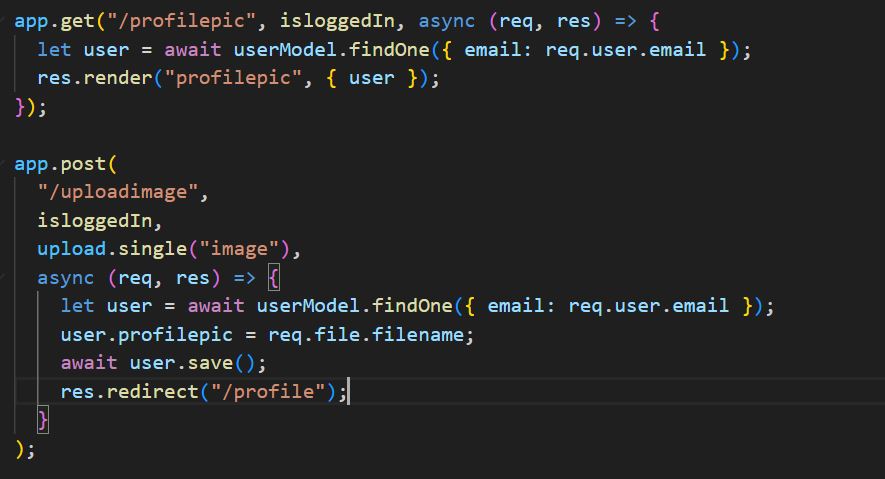 app.get("/profilepic", isloggedIn, async (req, res) => {
  let user = await userModel.findOne({ email: req.user.email });
  res.render("profilepic", { user });
});

app.post(
  "/uploadimage",
  isloggedIn,
  upload.single("image"),
  async (req, res) => {
    let user = await userModel.findOne({ email: req.user.email });
    user.profilepic = req.file.filename;
    await user.save();
    res.redirect("/profile");
  }
);